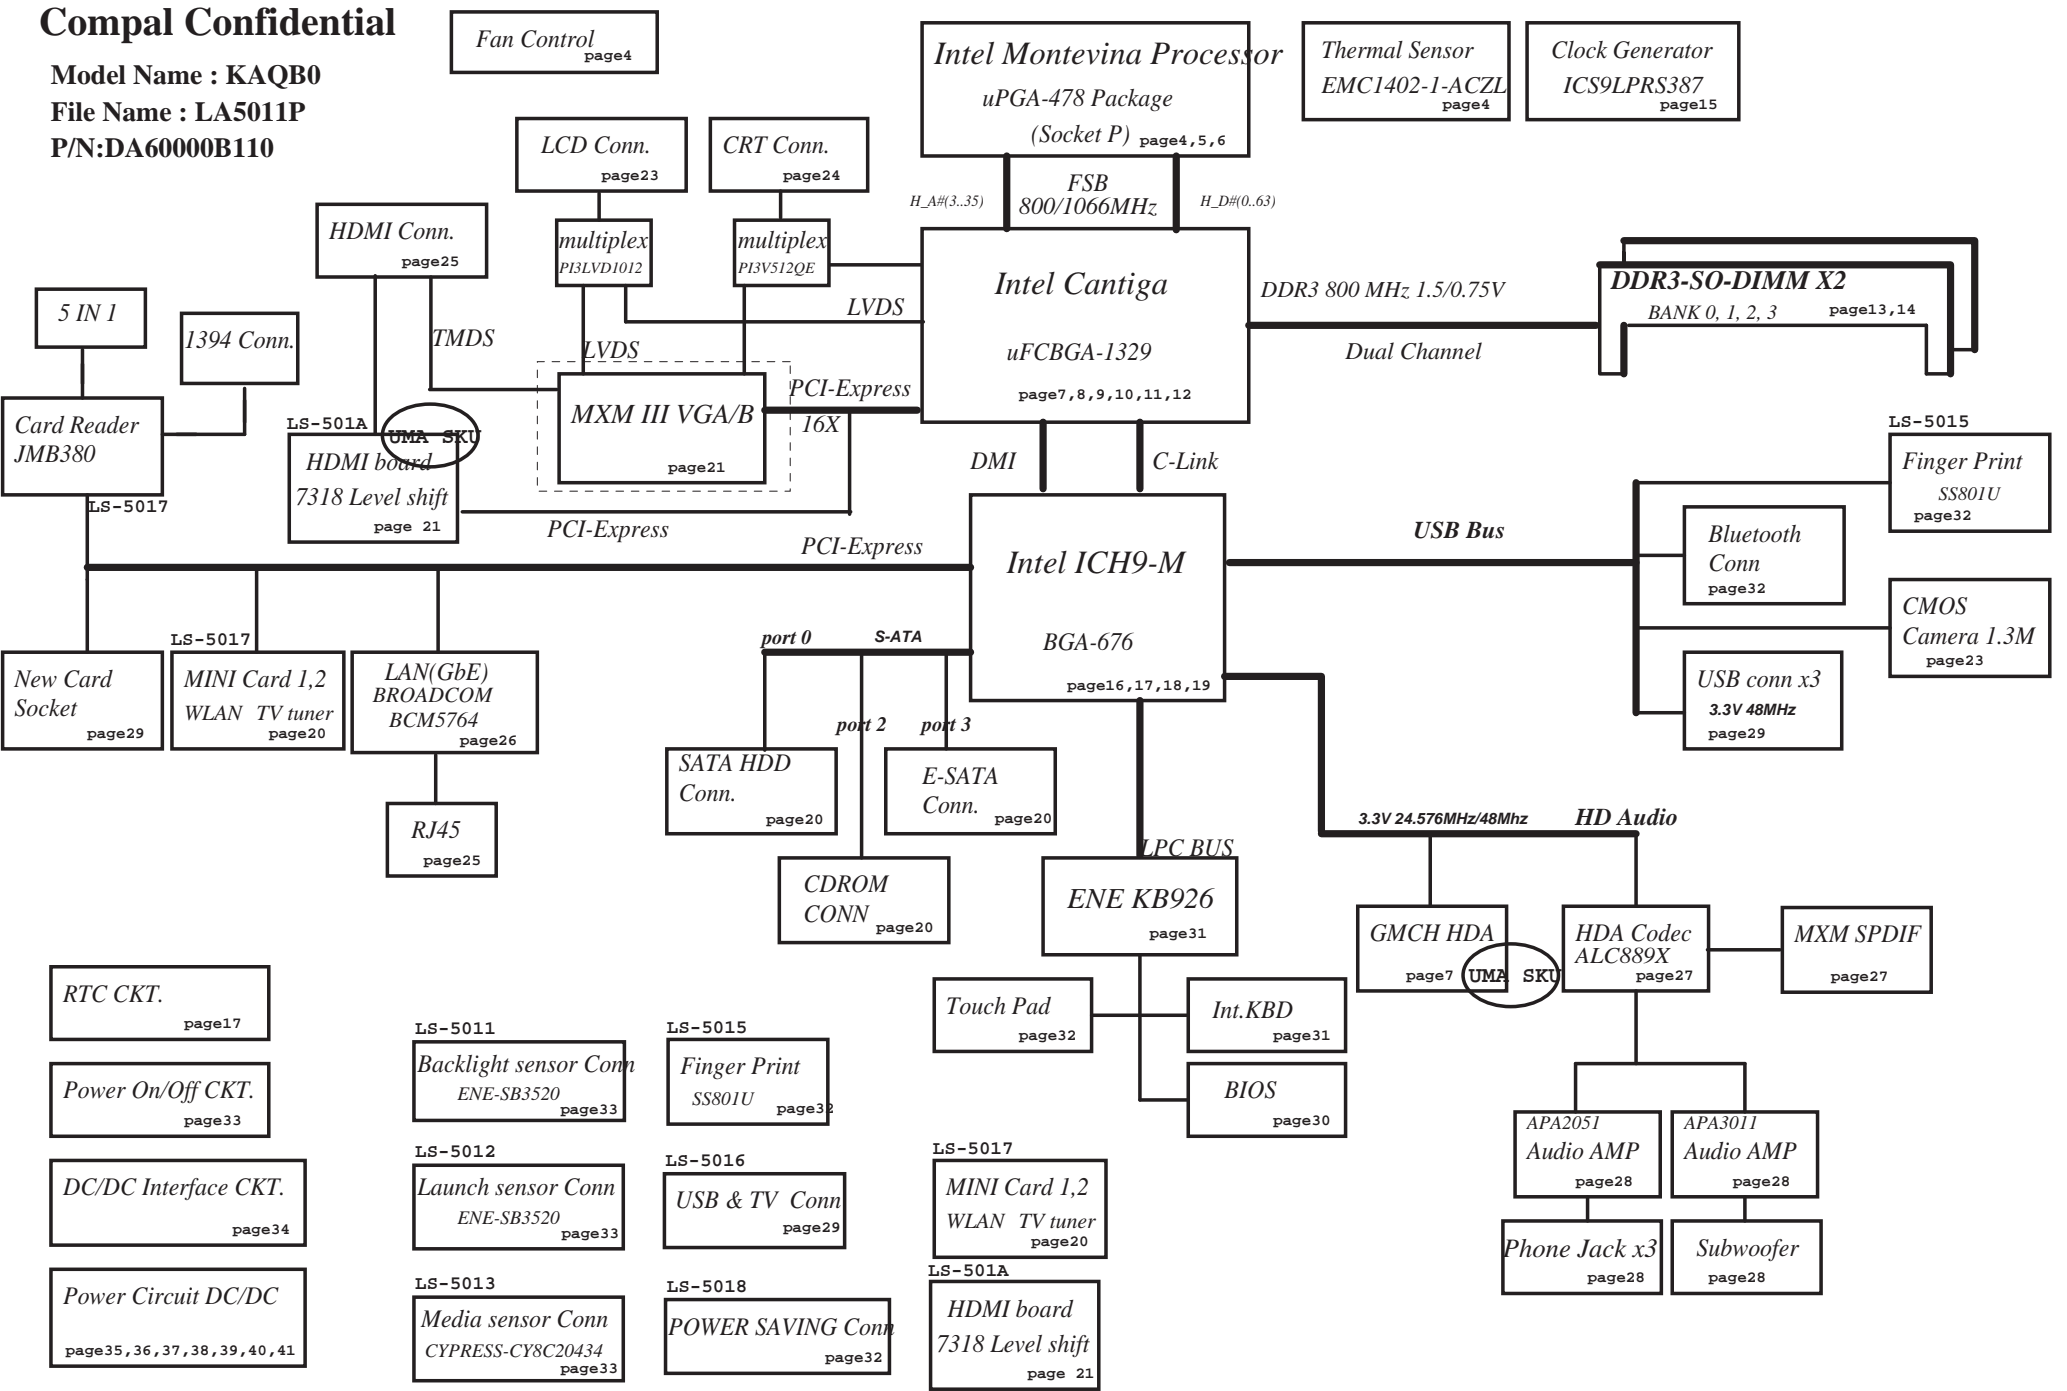 Compal Confidential
Model Name : KAQB0
File Name : LA5011P
P/N:DA60000B110
Fan Control
page4
Intel Montevina Processor
uPGA-478 Package
(Socket P) page4,5,6
Thermal Sensor
EMC1402-1-ACZL
page4
Clock Generator
ICS9LPRS387
page15
LCD Conn.
page23
CRT Conn.
page24
H_A#(3..35)
FSB
800/1066MHz
H_D#(0..63)
HDMI Conn.
page25
multiplex
PI3LVD1012
multiplex
PI3V512QE
Intel Cantiga
uFCBGA-1329
page7,8,9,10,11,12
DDR3 800 MHz 1.5/0.75V
Dual Channel
DDR3-SO-DIMM X2
BANK 0, 1, 2, 3
page13,14
5 IN 1
1394 Conn.
TMDS
LVDS
LVDS
PCI-Express
16X
MXM III VGA/B
page21
Card Reader
JMB380
LS-5017
LS-501A
UMA SKU
HDMI board
7318 Level shift
page 21
PCI-Express
PCI-Express
DMI
C-Link
Intel ICH9-M
BGA-676
page16,17,18,19
USB Bus
LS-5015
Finger Print
SS801U
page32
Bluetooth
Conn
page32
CMOS
Camera 1.3M
page23
USB conn x3
3.3V 48MHz
page29
New Card
Socket
page29
LS-5017
MINI Card 1,2
WLAN TV tuner
page20
LAN(GbE)
BROADCOM
BCM5764
page26
RJ45
page25
port 0
S-ATA
port 2
port 3
SATA HDD
Conn.
page20
E-SATA
Conn.
page20
CDROM
CONN
page20
LPC BUS
ENE KB926
page31
3.3V 24.576MHz/48Mhz
HD Audio
GMCH HDA
page7
UMA SKU
HDA Codec
ALC889X
page27
MXM SPDIF
page27
Touch Pad
page32
Int.KBD
page31
BIOS
page30
APA2051
Audio AMP
page28
APA3011
Audio AMP
page28
Phone Jack x3
page28
Subwoofer
page28
RTC CKT.
page17
Power On/Off CKT.
page33
DC/DC Interface CKT.
page34
Power Circuit DC/DC
page35,36,37,38,39,40,41
LS-5011
Backlight sensor Conn
ENE-SB3520
page33
LS-5012
Launch sensor Conn
ENE-SB3520
page33
LS-5013
Media sensor Conn
CYPRESS-CY8C20434
page33
LS-5015
Finger Print
SS801U
page32
LS-5016
USB & TV Conn
page29
LS-5018
POWER SAVING Conn
page32
LS-5017
MINI Card 1,2
WLAN TV tuner
page20
LS-501A
HDMI board
7318 Level shift
page 21